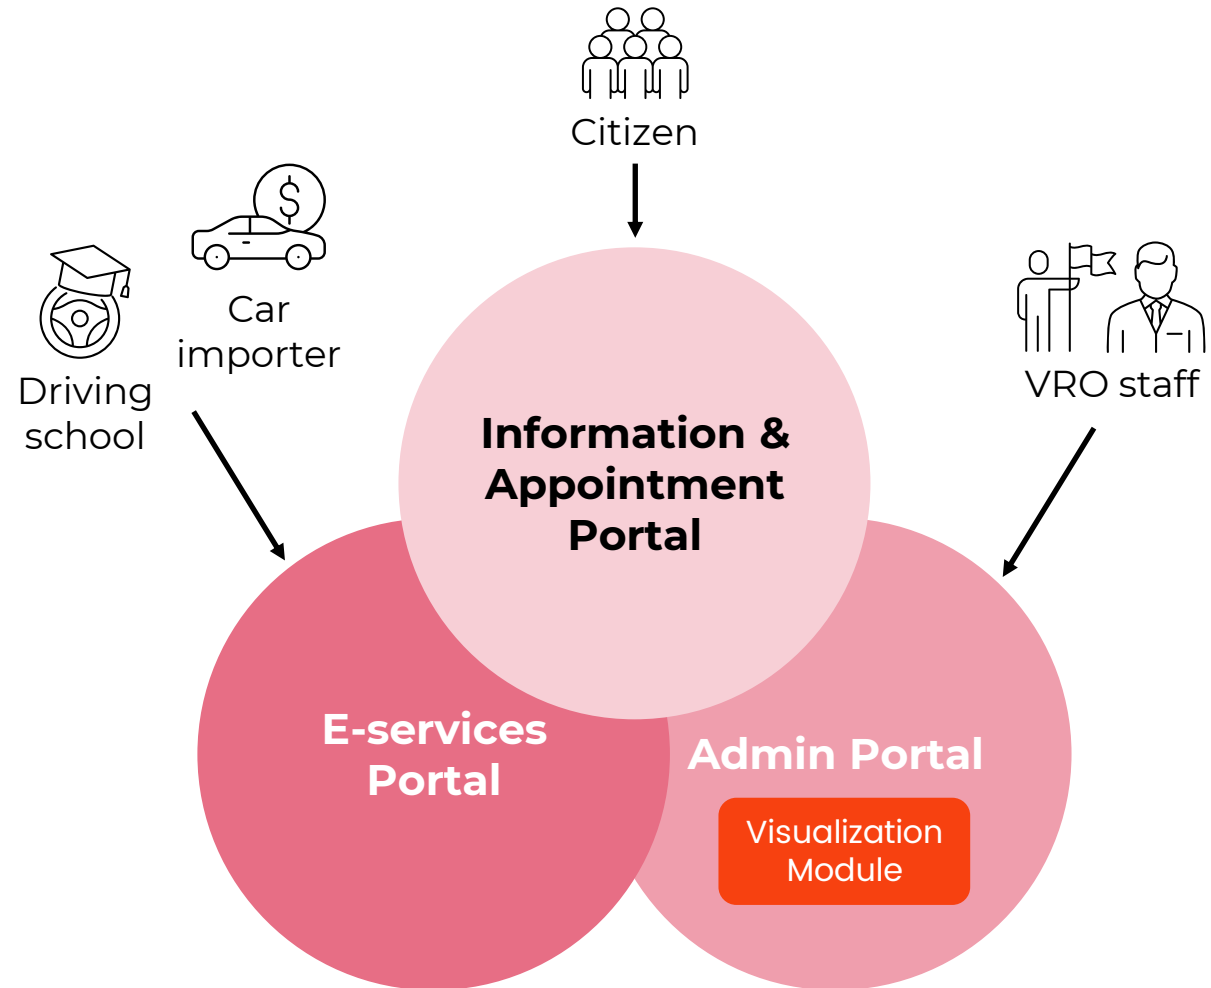 Citizen
Car
importer
Driving
school
VRO staff
Information &
Appointment
Portal
E-services
Portal
Admin Portal
Visualization
Module
$